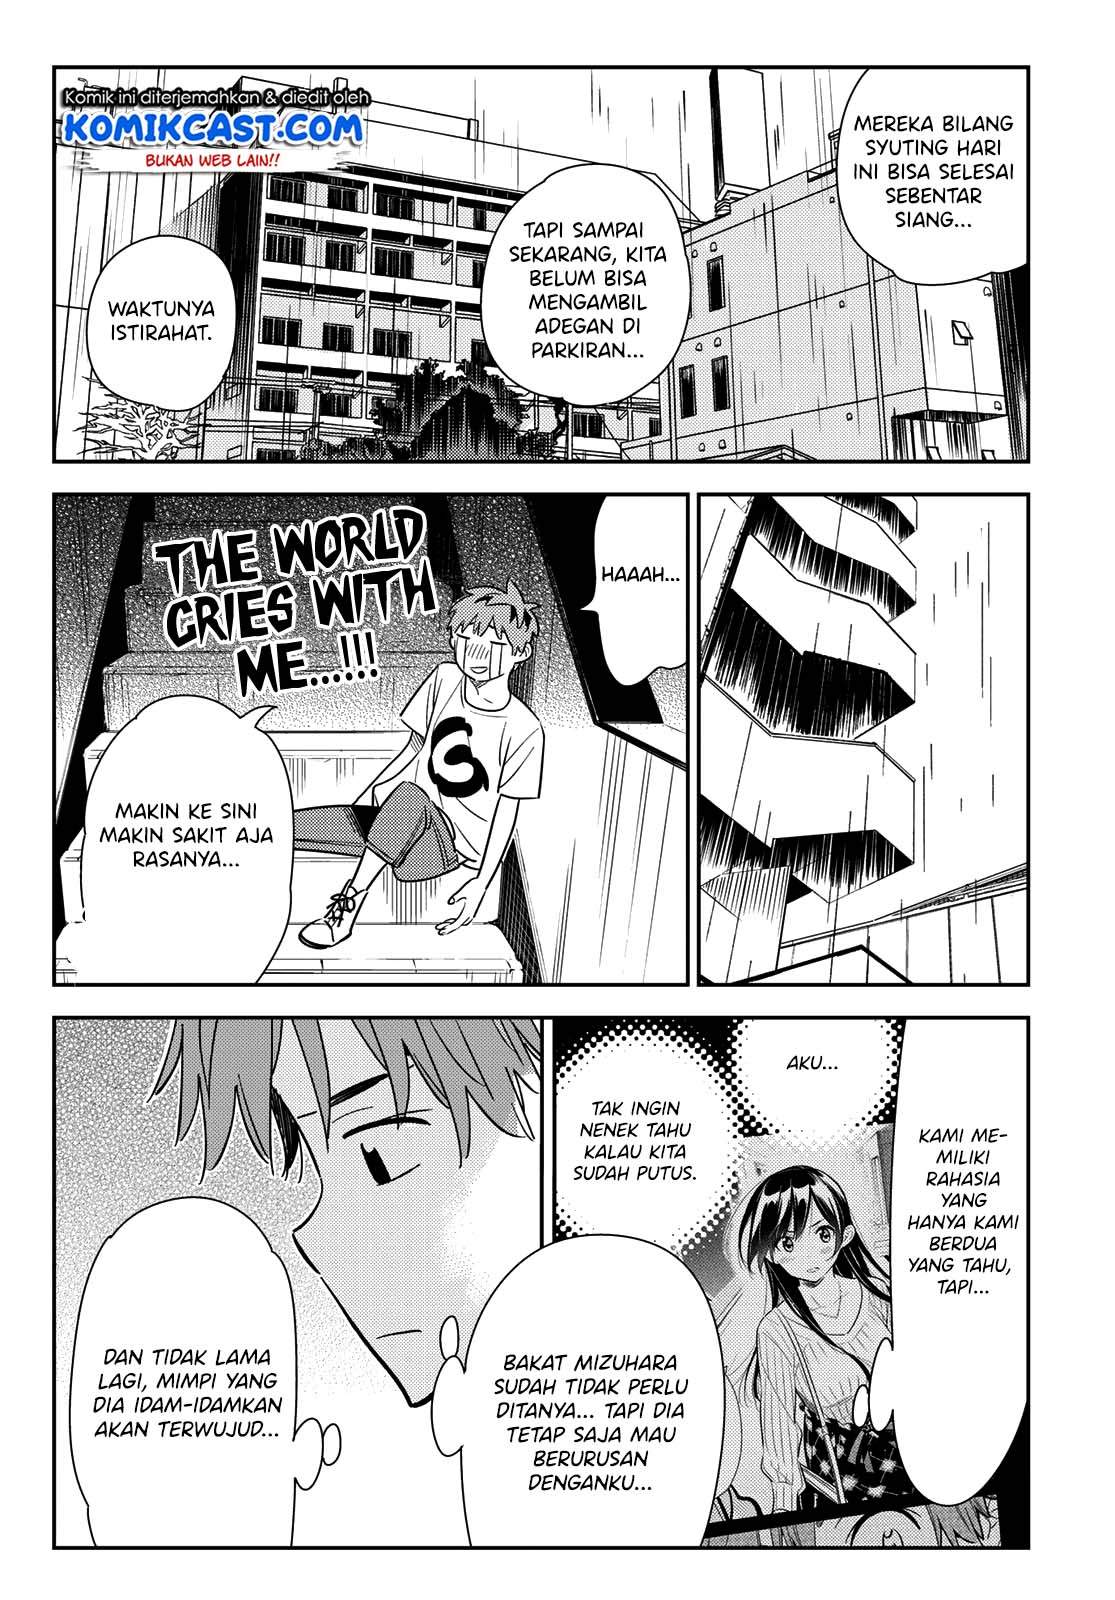 Komik ini diterjemahkan & diedit oleh
KOMIKCAST.COM
BUKAN WEB LAIN!!
MEREKA BILANG
SYUTING HARI
INI BISA SELESAI
SEBENTAR
SIANG...
TAPI SAMPAI
SEKARANG, KITA
BELUM BISA
MENGAMBIL
ADEGAN DI
PARKIRAN...
WAKTUNYA
ISTIRAHAT.
HAAAH...
THE WORLD
CRIES WITH
ME...…!!!
MAKIN KE SINI
MAKIN SAKIT AJA
RASANYA...
KAMI ME-
MILIKI
RAHASIA
YANG
HANYA KAMI
BERDUA
YANG TAHU,
TAPI...
AKU...
TAK INGIN
NENEK TAHU
KALAU KITA
SUDAH PUTUS.
BAKAT MIZUHARA
SUDAH TIDAK PERLU
DITANYA... TAPI DIA
TETAP SAJA MAU
BERURUSAN
DENGANKU...
DAN TIDAK LAMA
LAGI, MIMPI YANG
DIA IDAM-IDAMKAN
AKAN TERWUJUD...